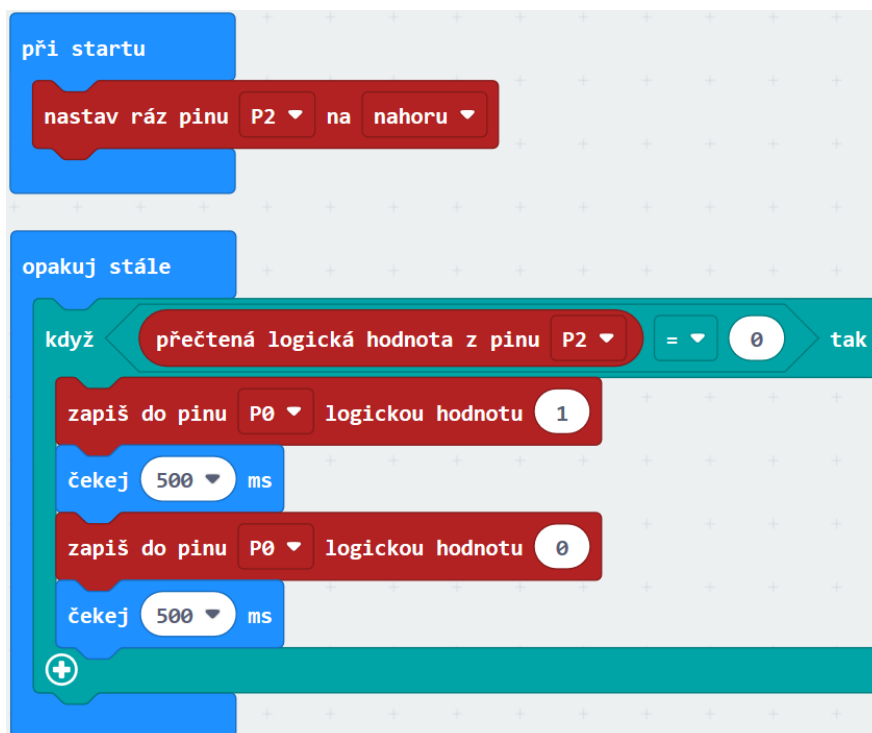 při startu
nastav ráz pinu P2 na nahoru
opakuj stále
když přečtená logická hodnota z pinu P2 = 0 tak
zapiš do pinu P0 logickou hodnotu 1
čekej 500 ms
zapiš do pinu P0 logickou hodnotu 0
čekej 500 ms